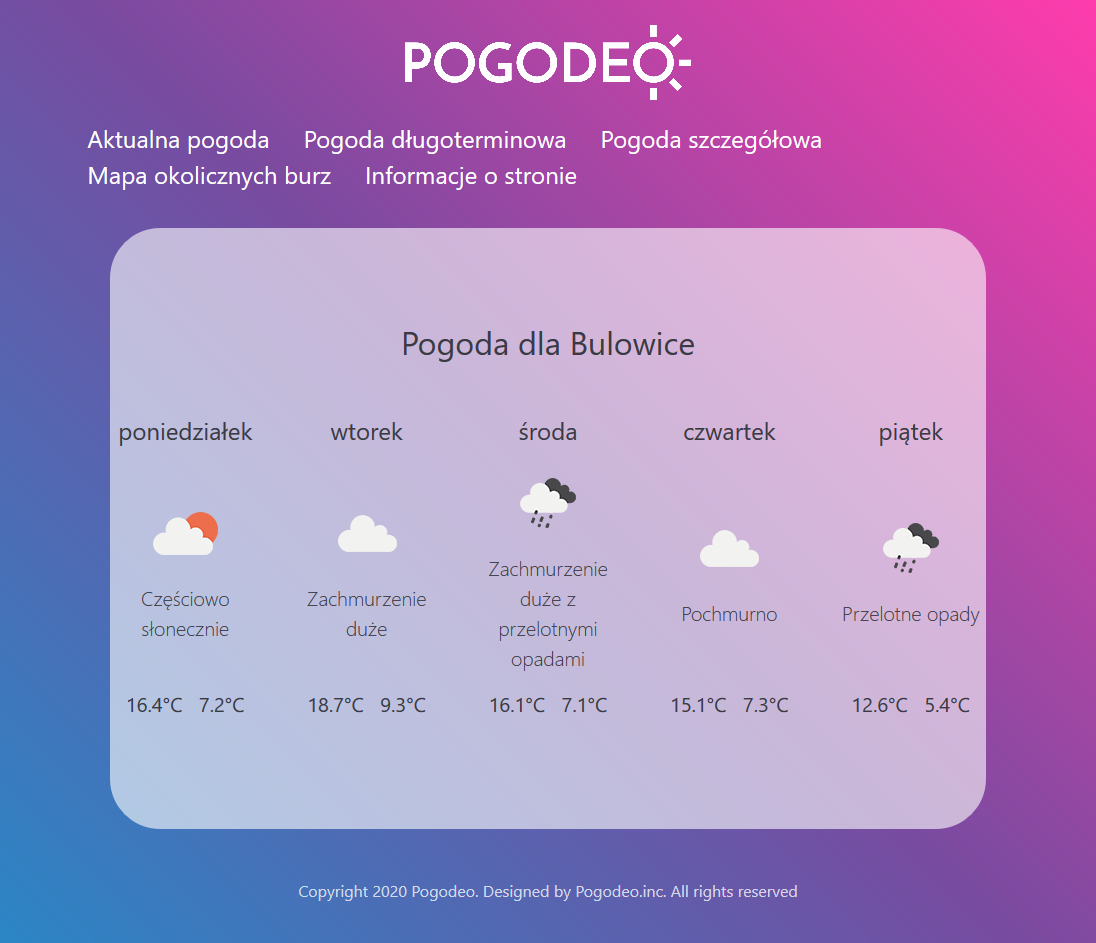 POGODEO
Aktualna pogoda Pogoda długoterminowa Pogoda szczegółowa
Mapa okolicznych burz Informacje o stronie
Pogoda dla Bulowice
poniedziałek wtorek środa czwartek piątek
Częściowo
słonecznie
Zachmurzenie
duże
Zachmurzenie
duże z
przelotnymi
opadami
Pochmurno
Przelotne opady
16.4°C 7.2°C 18.7°C 9.3°C 16.1°C 7.1°C 15.1°C 7.3°C 12.6°C 5.4°C
Copyright 2020 Pogodeo. Designed by Pogodeo.inc. All rights reserved